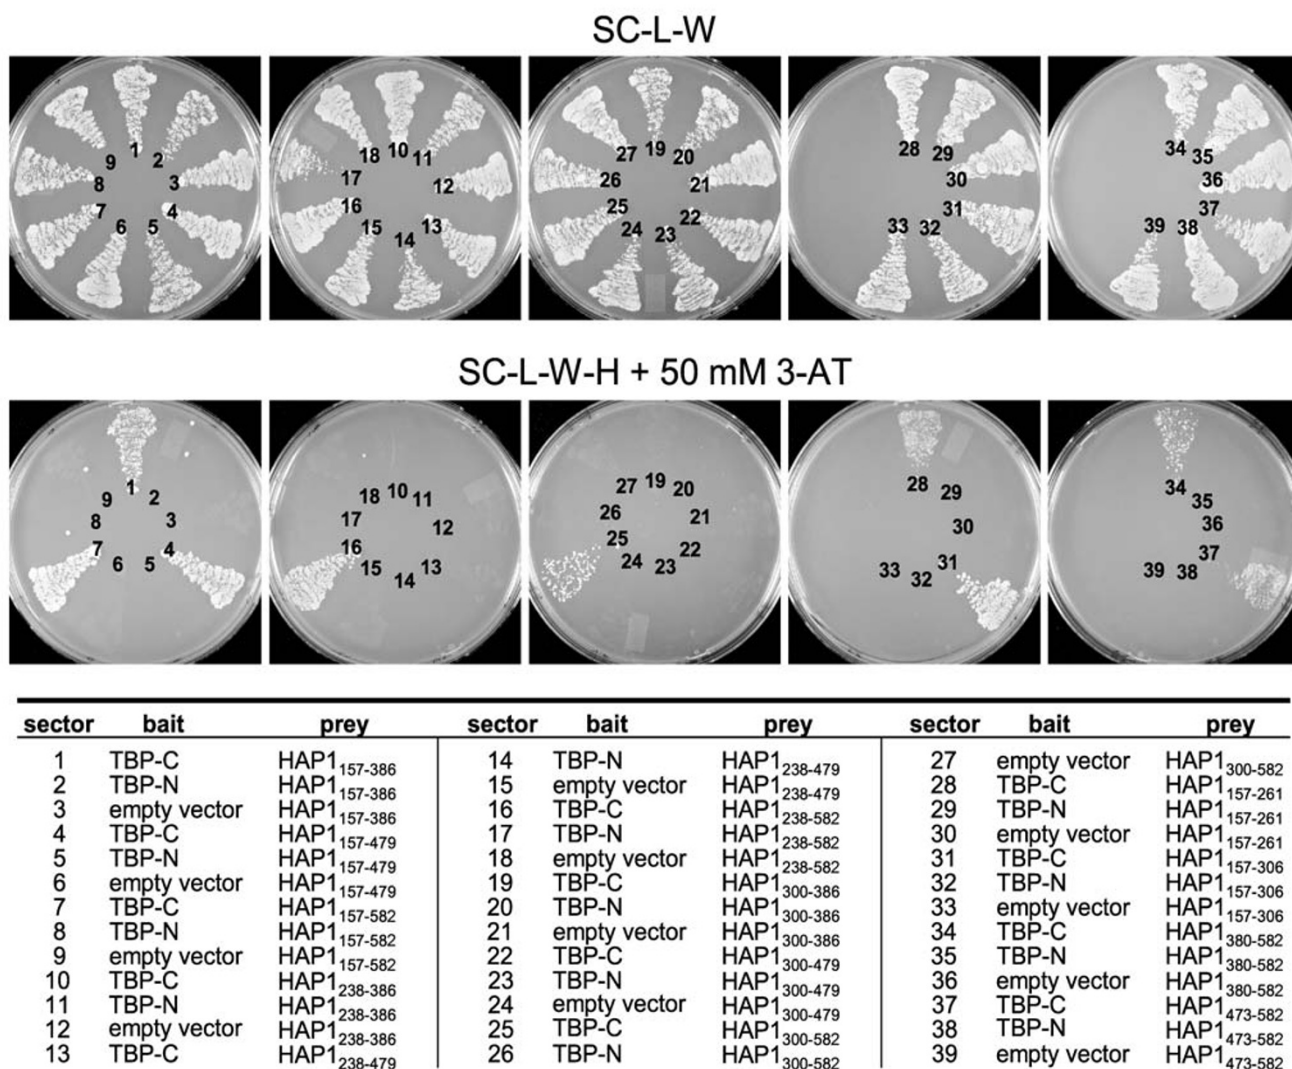 SC-L-W
1 2 3 4 5 6 7 8 9
10 11 12 13 14 15 16 17 18
19 20 21 22 23 24 25 26 27
28 29 30 31 32 33
34 35 36 37 38 39
SC-L-W-H + 50 mM 3-AT
1 2 3 4 5 6 7 8 9
10 11 12 13 14 15 16 17 18
19 20 21 22 23 24 25 26 27
28 29 30 31 32 33
34 35 36 37 38 39
sector bait prey sector bait prey sector bait prey
1 TBP-C HAP1157-386 14 TBP-N HAP1238-479 27 empty vector HAP1300-582
2 TBP-N HAP1157-386 15 empty vector HAP1238-479 28 TBP-C HAP1157-261
3 empty vector HAP1157-386 16 TBP-C HAP1238-582 29 TBP-N HAP1157-261
4 TBP-C HAP1157-479 17 TBP-N HAP1238-582 30 empty vector HAP1157-261
5 TBP-N HAP1157-479 18 empty vector HAP1238-582 31 TBP-C HAP1157-306
6 empty vector HAP1157-479 19 TBP-C HAP1300-386 32 TBP-N HAP1157-306
7 TBP-C HAP1157-582 20 TBP-N HAP1300-386 33 empty vector HAP1157-306
8 TBP-N HAP1157-582 21 empty vector HAP1300-386 34 TBP-C HAP1380-582
9 empty vector HAP1157-582 22 TBP-C HAP1300-479 35 TBP-N HAP1380-582
10 TBP-C HAP1238-386 23 TBP-N HAP1300-479 36 empty vector HAP1380-582
11 TBP-N HAP1238-386 24 empty vector HAP1300-479 37 TBP-C HAP1473-582
12 empty vector HAP1238-386 25 TBP-C HAP1300-582 38 TBP-N HAP1473-582
13 TBP-C HAP1238-479 26 TBP-N HAP1300-582 39 empty vector HAP1473-582